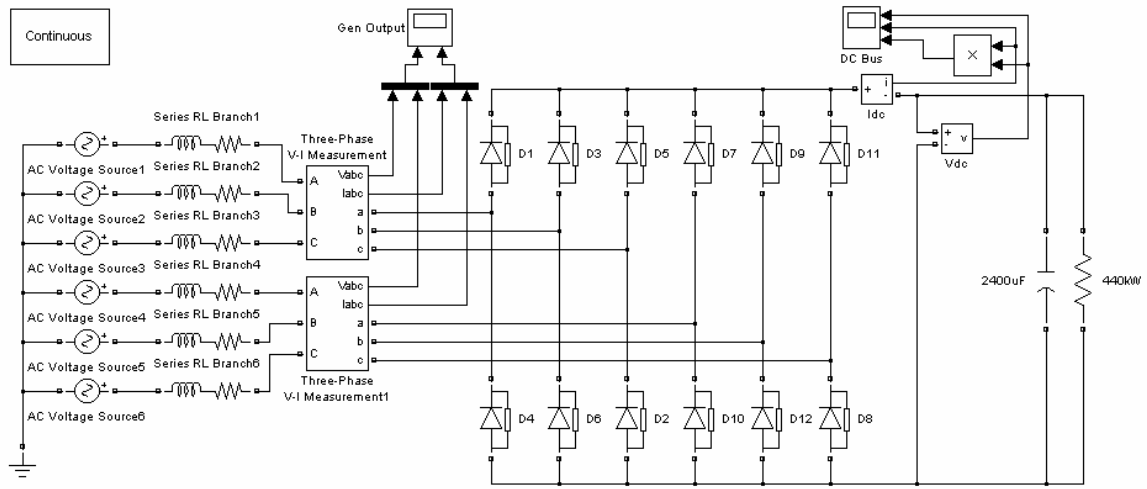 Continuous
Gen Output
DC Bus
×
i
+
-
Idc
+
-
v
Vdc
Series RL Branch1
AC Voltage Source1
Series RL Branch2
AC Voltage Source2
Series RL Branch3
AC Voltage Source3
Series RL Branch4
AC Voltage Source4
Series RL Branch5
AC Voltage Source5
Series RL Branch6
AC Voltage Source6
Three-Phase
V-I Measurement
A
B
C
Vabc
Iabc
a
b
c
A
B
C
Vabc
Iabc
a
b
c
Three-Phase
V-I Measurement1
D1
D3
D5
D7
D9
D11
D4
D6
D2
D10
D12
D8
2400uF
440kW